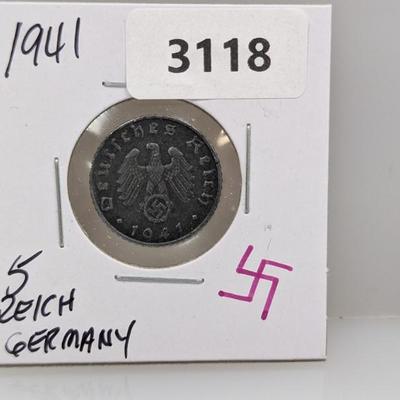 1941
3118
Deutsches Reich
1941
5
REICH
GERMANY